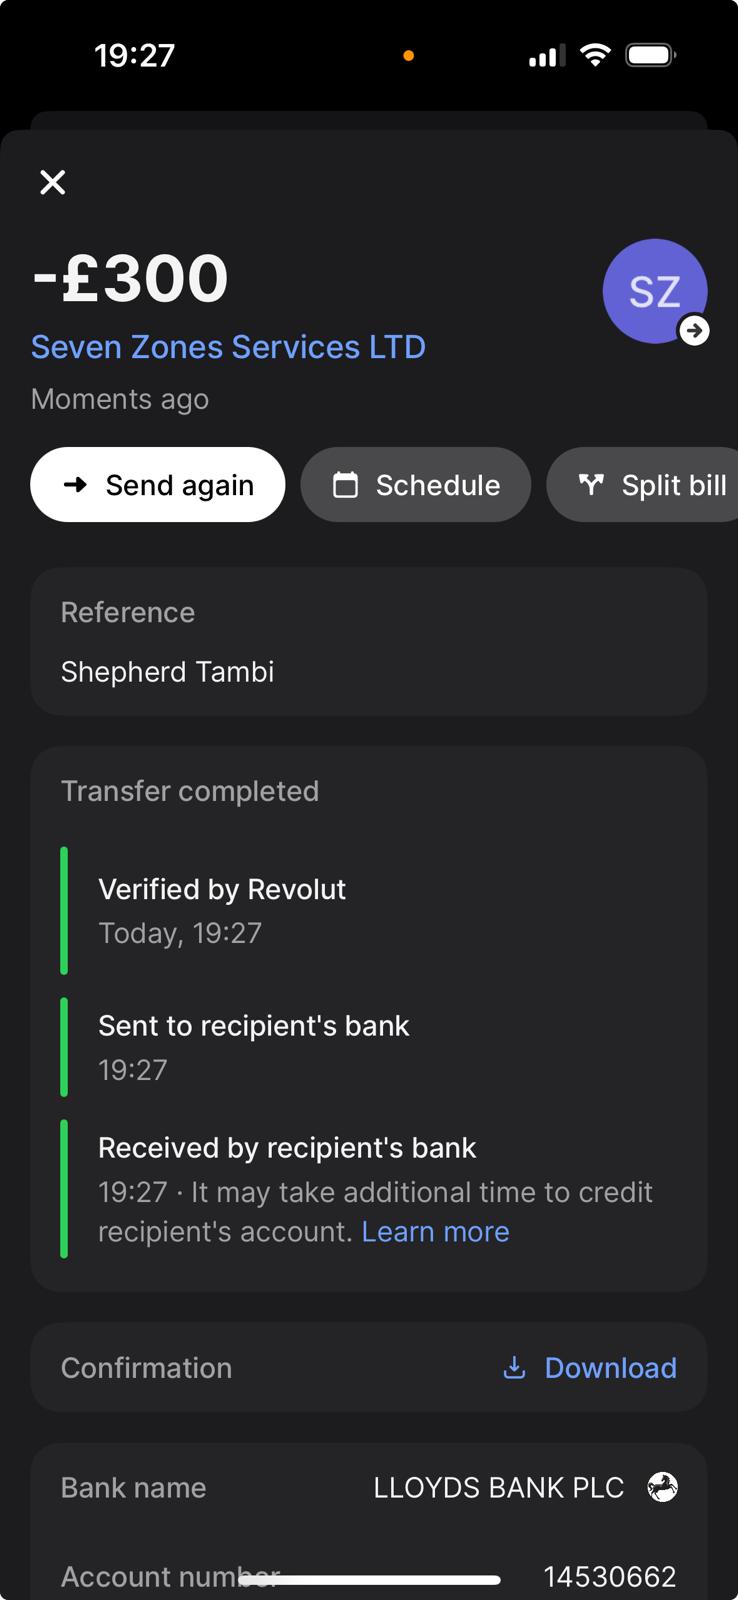 19:27
-£300
SZ
Seven Zones Services LTD
Moments ago
Send again
Schedule
Split bill
Reference
Shepherd Tambi
Transfer completed
Verified by Revolut
Today, 19:27
Sent to recipient's bank
19:27
Received by recipient's bank
19:27 · It may take additional time to credit
recipient's account. Learn more
Confirmation Download
Bank name LLOYDS BANK PLC
Account number 14530662